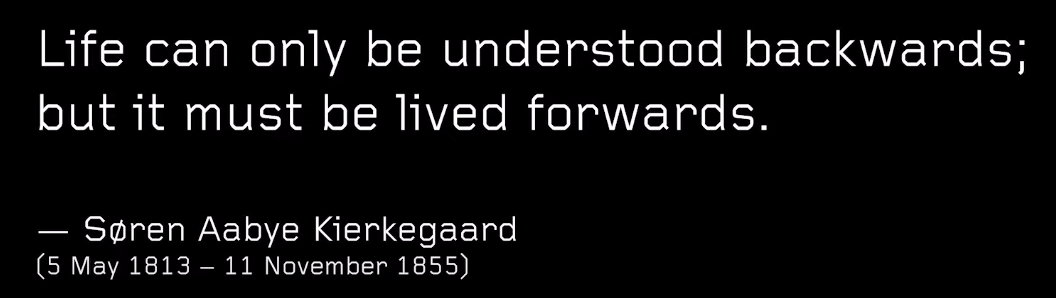 Life can only be understood backwards;
but it must be lived forwards.
— Søren Aabye Kierkegaard
(5 May 1813 – 11 November 1855)